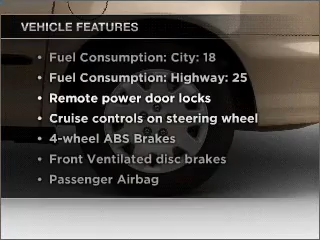 VEHICLE FEATURES
• Fuel Consumption: City: 18
• Fuel Consumption: Highway: 25
• Remote power door locks
• Cruise controls on steering wheel
• 4-wheel ABS Brakes
• Front Ventilated disc brakes
• Passenger Airbag